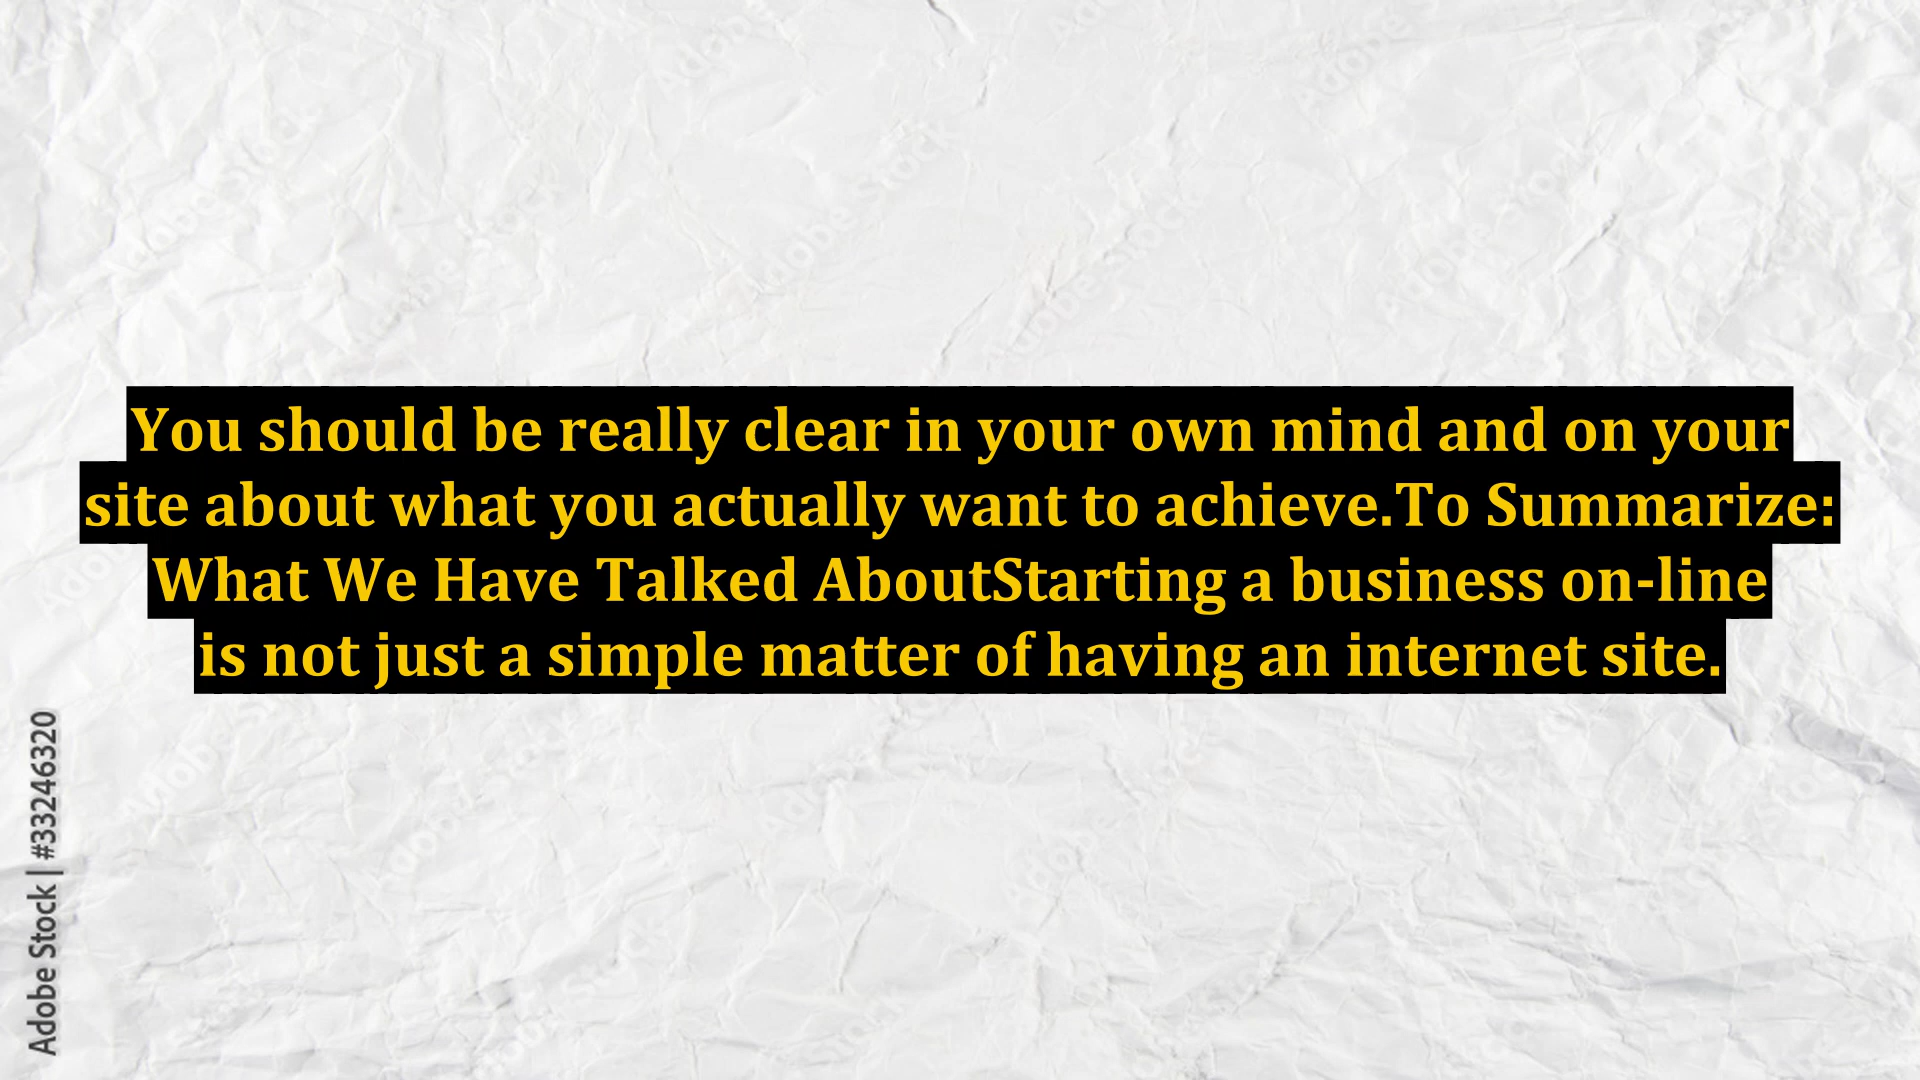 You should be really clear in your own mind and on your
site about what you actually want to achieve.To Summarize:
What We Have Talked AboutStarting a business on-line
is not just a simple matter of having an internet site.
Adobe Stock | #33246320